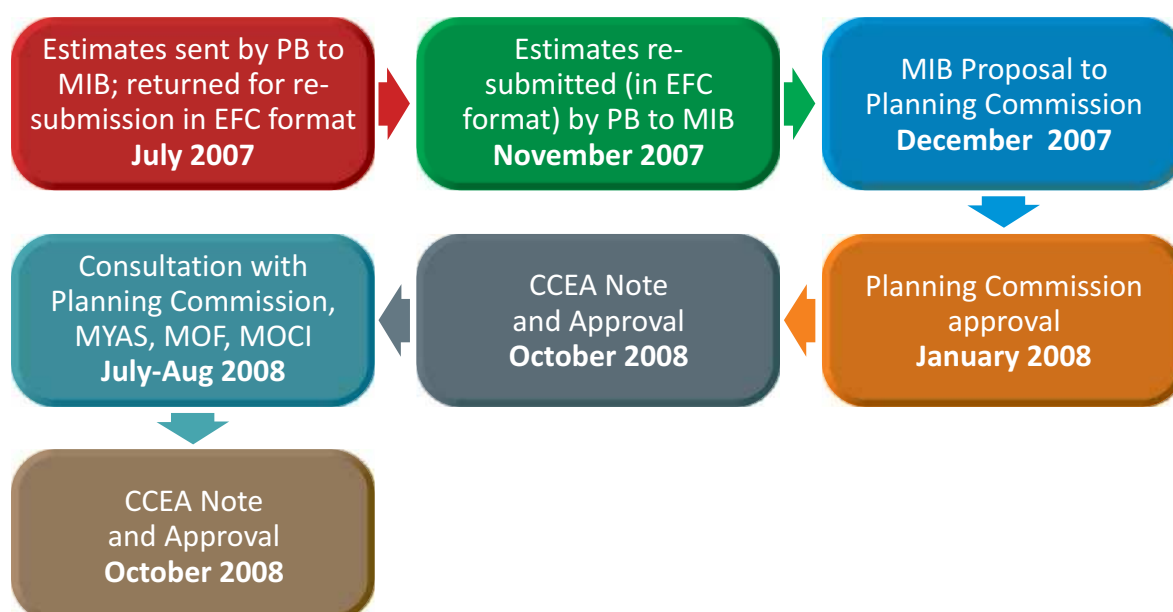 Estimates sent by PB to
MIB; returned for re-
submission in EFC format
July 2007
Estimates re-
submitted (in EFC
format) by PB to MIB
November 2007
MIB Proposal to
Planning Commission
December 2007
Planning Commission
approval
January 2008
CCEA Note
and Approval
October 2008
Consultation with
Planning Commission,
MYAS, MOF, MOCI
July-Aug 2008
CCEA Note
and Approval
October 2008